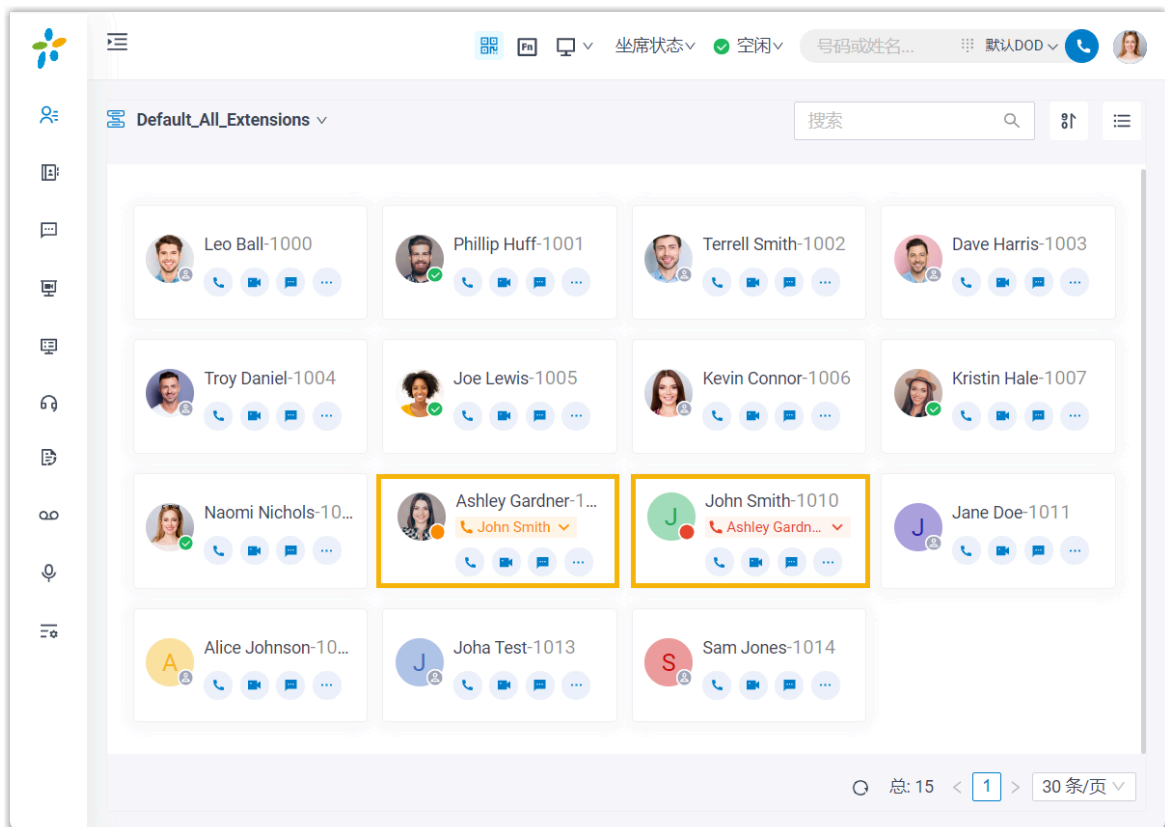 Fn 坐席状态 空闲 号码或姓名... 默认DOD
Default_All_Extensions 搜索
Leo Ball-1000 Phillip Huff-1001 Terrell Smith-1002 Dave Harris-1003
Troy Daniel-1004 Joe Lewis-1005 Kevin Connor-1006 Kristin Hale-1007
Naomi Nichols-10... Ashley Gardner-1... John Smith-1010 Jane Doe-1011
John Smith J Ashley Gardn... J
Alice Johnson-10... Joha Test-1013 Sam Jones-1014
A J S
总: 15 < 1 > 30 条/页